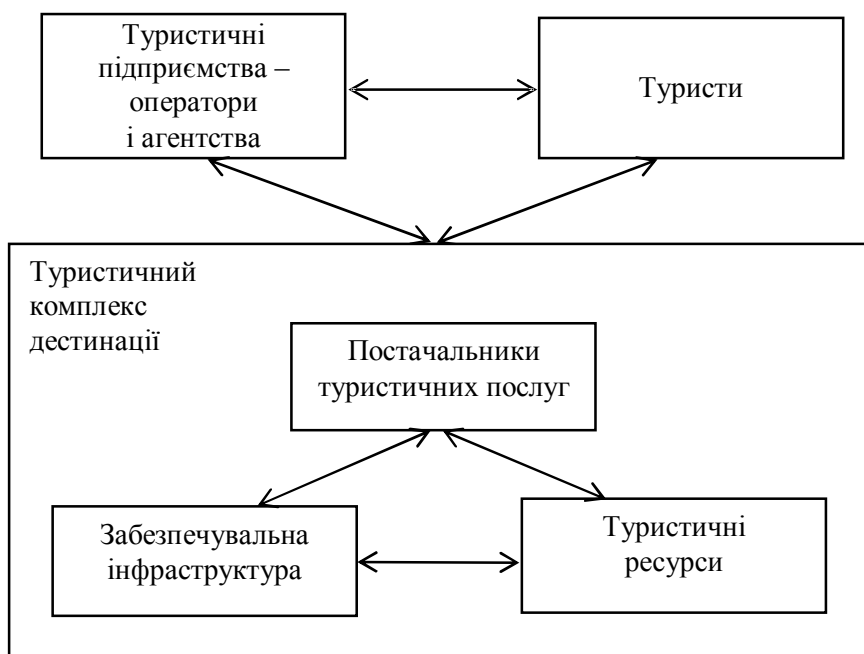 Туристичні
підприємства –
оператори
і агентства
Туристи
Туристичний
комплекс
дестинації
Постачальники
туристичних послуг
Забезпечувальна
інфраструктура
Туристичні
ресурси